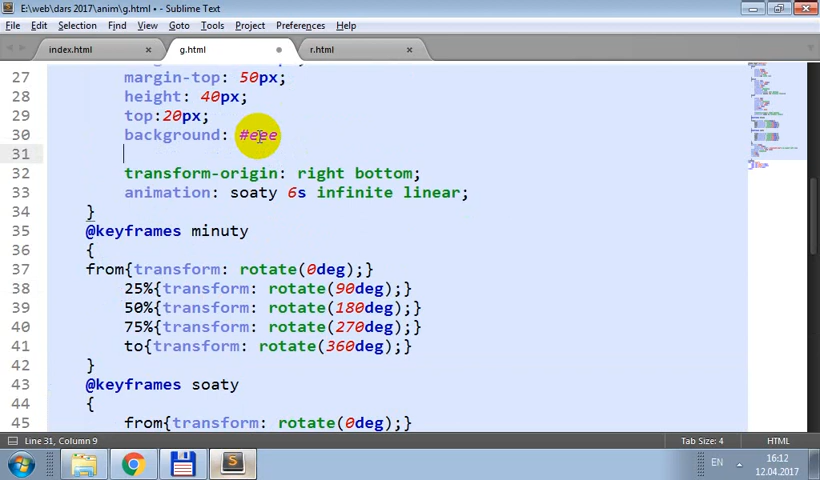 E:\web\dars 2017\anim\g.html • - Sublime Text
File Edit Selection Find View Goto Tools Project Preferences Help
index.html g.html r.html
27 margin-top: 50px;
28 height: 40px;
29 top:20px;
30 background: #eee
31
32 transform-origin: right bottom;
33 animation: soaty 6s infinite linear;
34 }
35 @keyframes minuty
36 {
37 from{transform: rotate(0deg);}
38 25%{transform: rotate(90deg);}
39 50%{transform: rotate(180deg);}
40 75%{transform: rotate(270deg);}
41 to{transform: rotate(360deg);}
42 }
43 @keyframes soaty
44 {
45 from{transform: rotate(0deg);}
Line 31, Column 9 Tab Size: 4 HTML
EN 16:12
12.04.2017